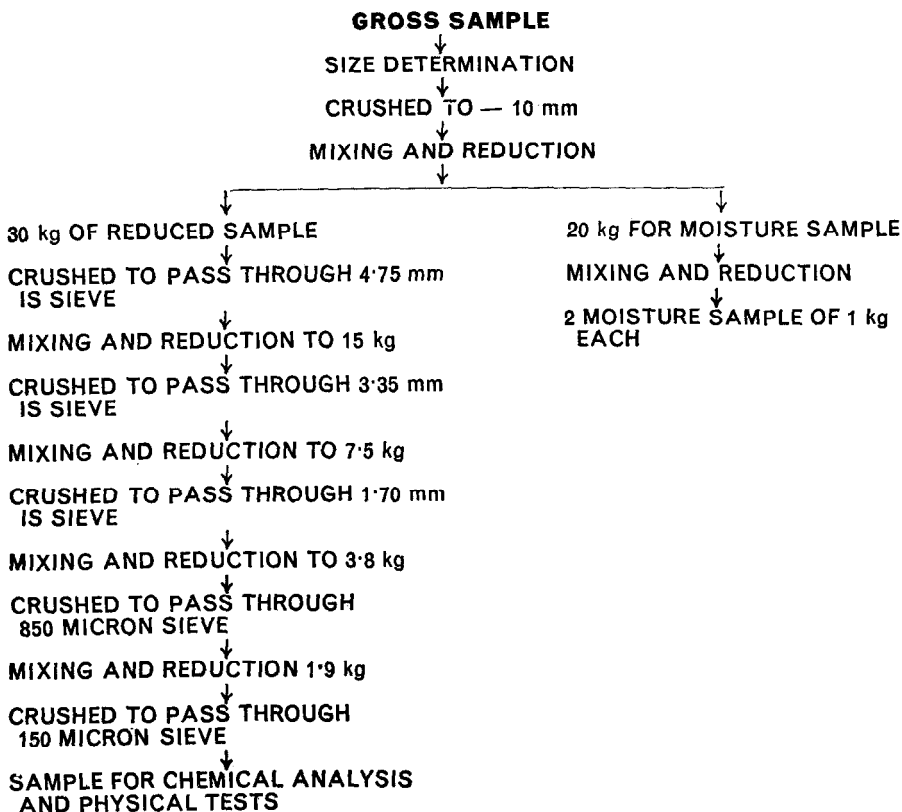 GROSS SAMPLE
SIZE DETERMINATION
CRUSHED TO — 10 mm
MIXING AND REDUCTION
30 kg OF REDUCED SAMPLE
CRUSHED TO PASS THROUGH 4·75 mm
IS SIEVE
MIXING AND REDUCTION TO 15 kg
CRUSHED TO PASS THROUGH 3·35 mm
IS SIEVE
MIXING AND REDUCTION TO 7·5 kg
CRUSHED TO PASS THROUGH 1·70 mm
IS SIEVE
MIXING AND REDUCTION TO 3·8 kg
CRUSHED TO PASS THROUGH
850 MICRON SIEVE
MIXING AND REDUCTION 1·9 kg
CRUSHED TO PASS THROUGH
150 MICRON SIEVE
SAMPLE FOR CHEMICAL ANALYSIS
AND PHYSICAL TESTS
20 kg FOR MOISTURE SAMPLE
MIXING AND REDUCTION
2 MOISTURE SAMPLE OF 1 kg
EACH